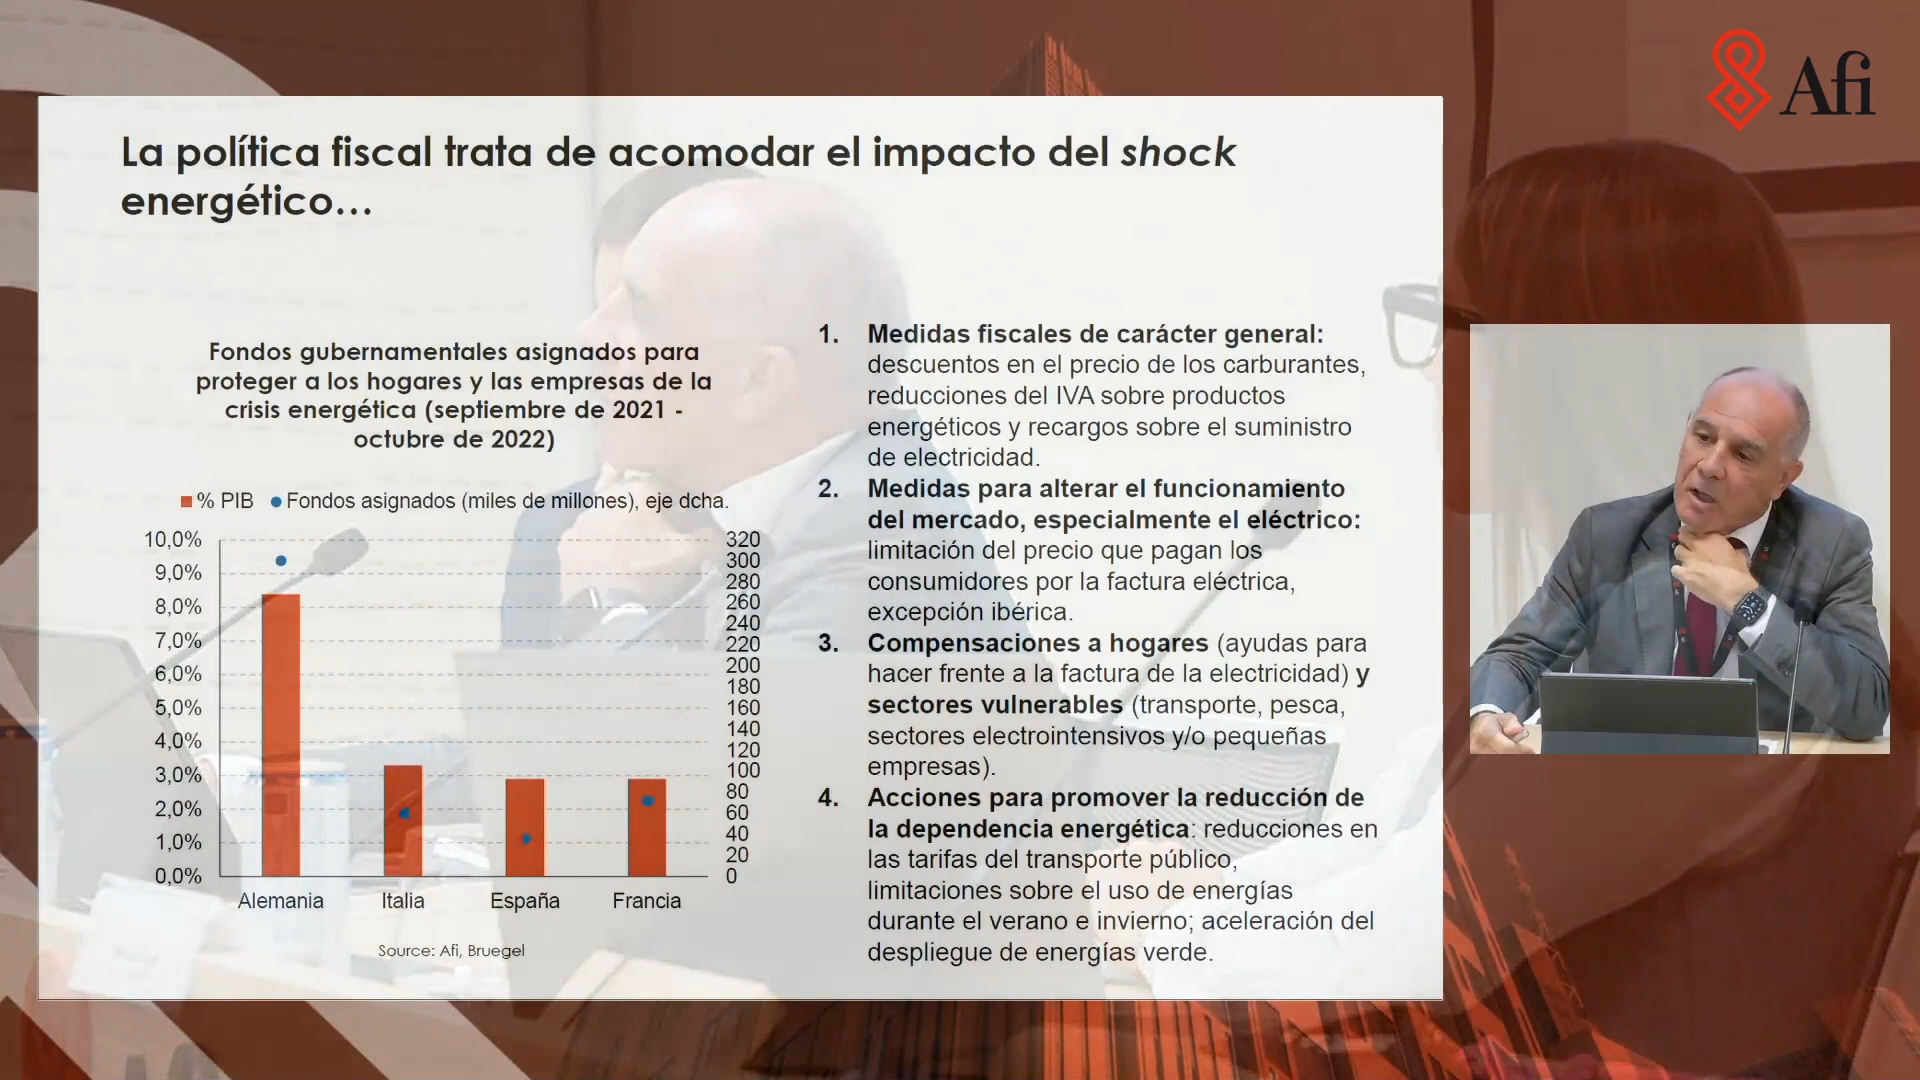 Afi
La política fiscal trata de acomodar el impacto del shock
energético…
Fondos gubernamentales asignados para
proteger a los hogares y las empresas de la
crisis energética (septiembre de 2021 -
octubre de 2022)
% PIB Fondos asignados (miles de millones), eje dcha.
10,0%
9,0%
8,0%
7,0%
6,0%
5,0%
4,0%
3,0%
2,0%
1,0%
0,0%
320
300
280
260
240
220
200
180
160
140
120
100
80
60
40
20
0
Alemania Italia España Francia
Source: Afi, Bruegel
1. Medidas fiscales de carácter general:
descuentos en el precio de los carburantes,
reducciones del IVA sobre productos
energéticos y recargos sobre el suministro
de electricidad.
2. Medidas para alterar el funcionamiento
del mercado, especialmente el eléctrico:
limitación del precio que pagan los
consumidores por la factura eléctrica,
excepción ibérica.
3. Compensaciones a hogares (ayudas para
hacer frente a la factura de la electricidad) y
sectores vulnerables (transporte, pesca,
sectores electrointensivos y/o pequeñas
empresas).
4. Acciones para promover la reducción de
la dependencia energética: reducciones en
las tarifas del transporte público,
limitaciones sobre el uso de energías
durante el verano e invierno; aceleración del
despliegue de energías verde.